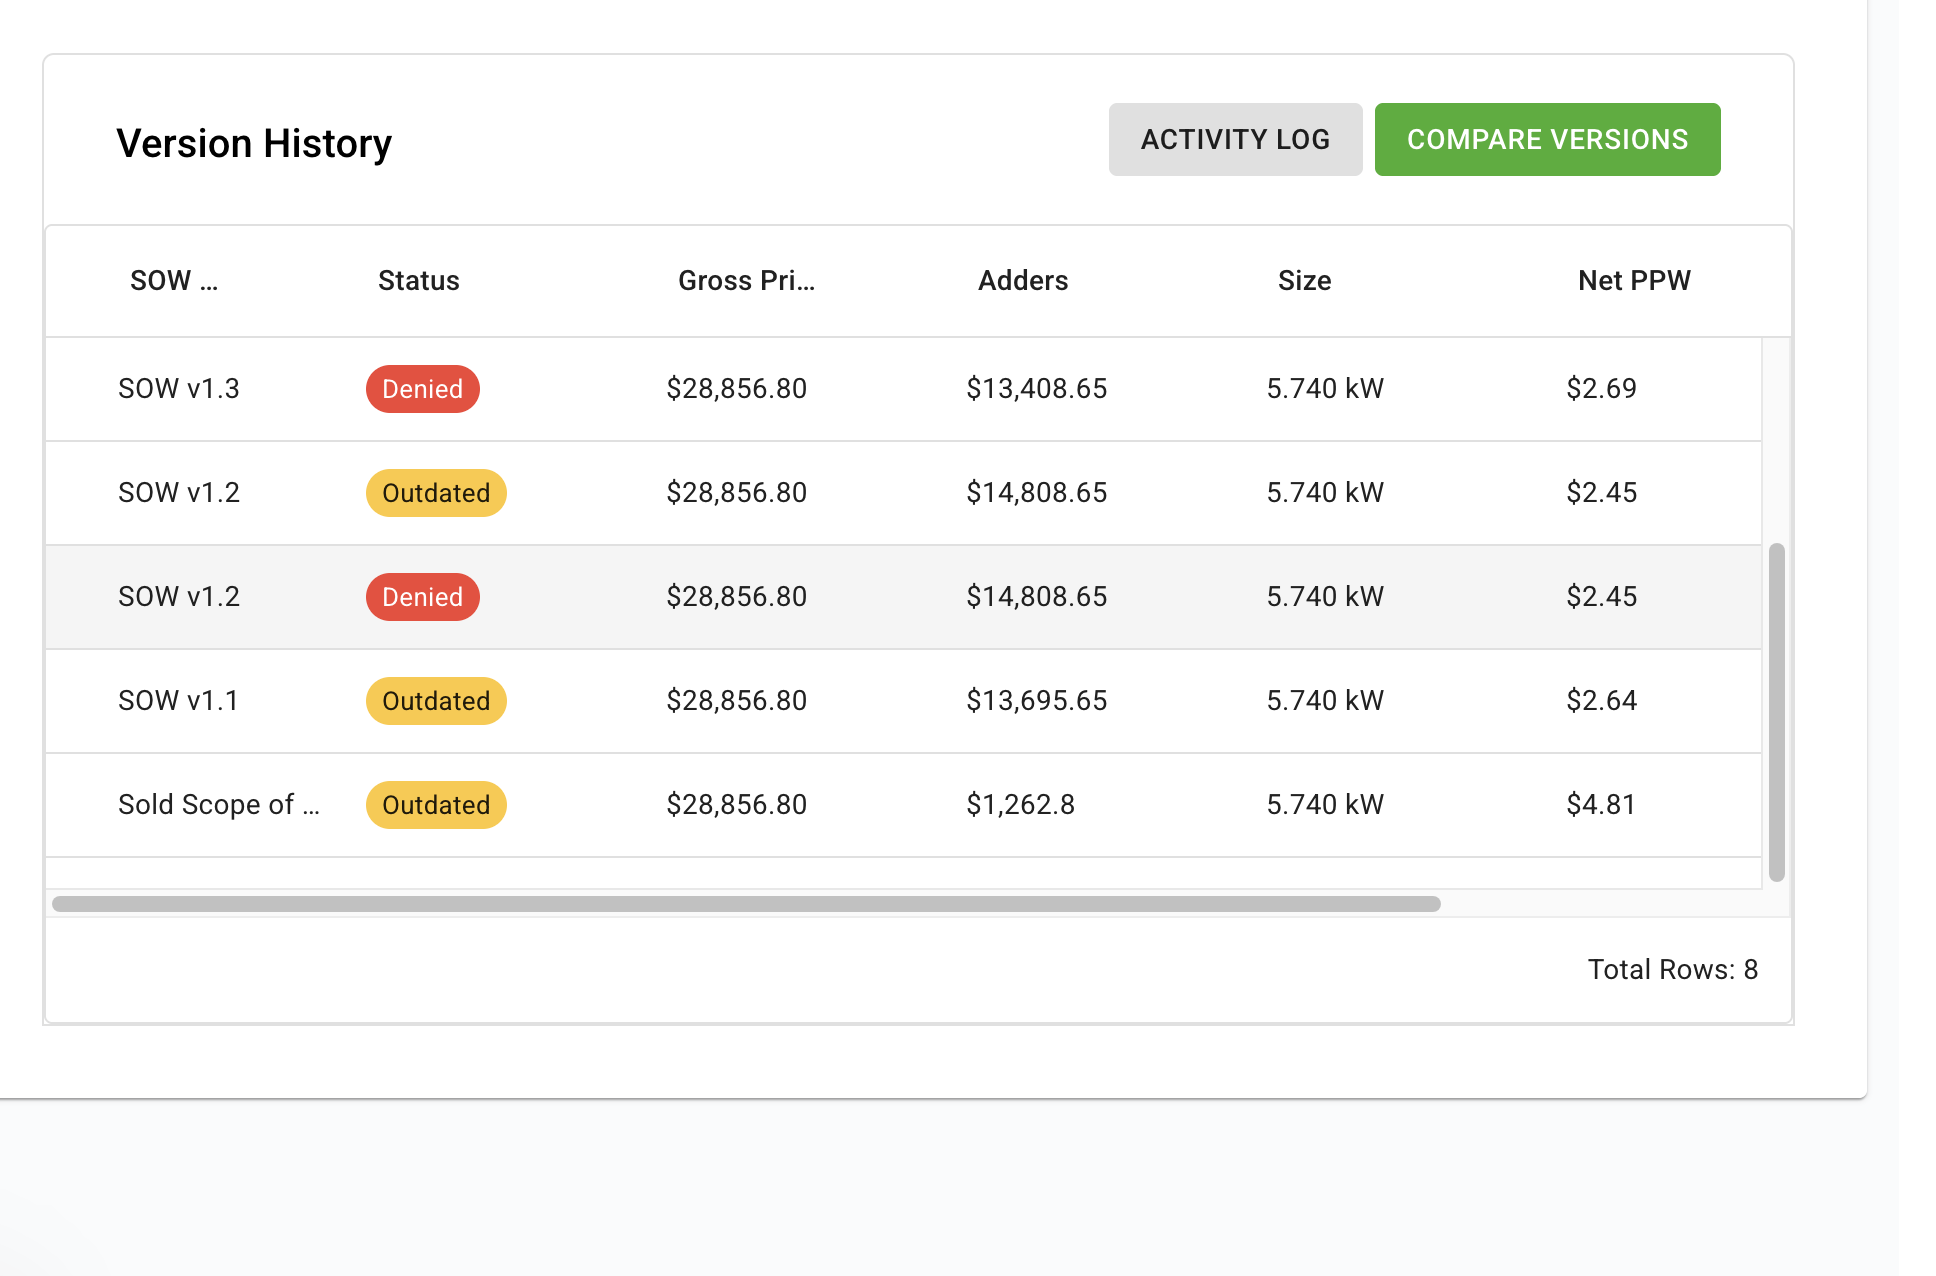 Version History
ACTIVITY LOG
COMPARE VERSIONS
SOW ... Status Gross Pri... Adders Size Net PPW
SOW v1.3 Denied $28,856.80 $13,408.65 5.740 kW $2.69
SOW v1.2 Outdated $28,856.80 $14,808.65 5.740 kW $2.45
SOW v1.2 Denied $28,856.80 $14,808.65 5.740 kW $2.45
SOW v1.1 Outdated $28,856.80 $13,695.65 5.740 kW $2.64
Sold Scope of ... Outdated $28,856.80 $1,262.8 5.740 kW $4.81
Total Rows: 8